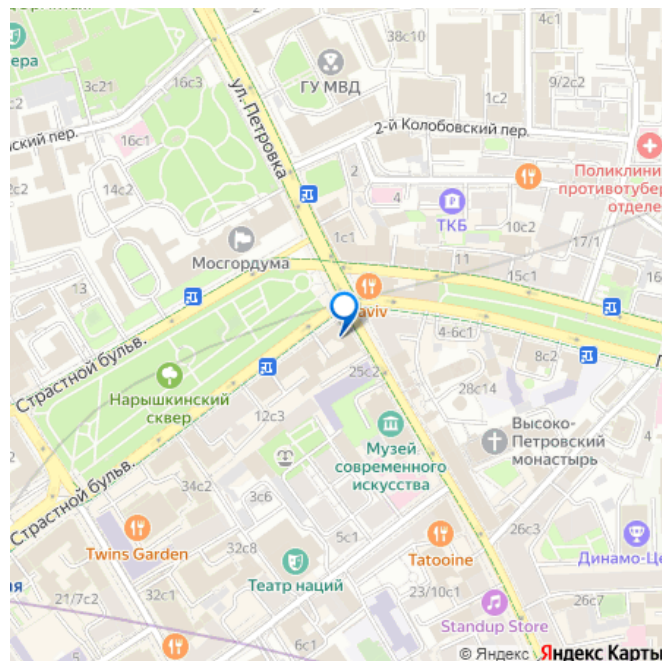 4с1
38с10
ера
3с21
16с3
ГУ МВД
9/2с2
1с2
ский пер.
ул. Петровка
2-й Колобовский пер.
16с1
Поликлини
противотубер
отделе
14с2
2
4
ТКБ
10с2
17/1
1с1
Мосгордума
11
15с1
13
aviv
4-6с1
8с2
Страстной бульв.
25с2
28с14
Нарышкинский
сквер
12с3
Музей
современного
искусства
Высоко-
Петровский
монастырь
34с2
3с6
26с3
Страстной бульв.
Twins Garden
32с8
5с1
Tatooine
Динамо-Це
ая
Театр наций
21/7с2
32с1
23/10с1
26с7
Standup Store
6с1
© Яндекс Яндекс Карты